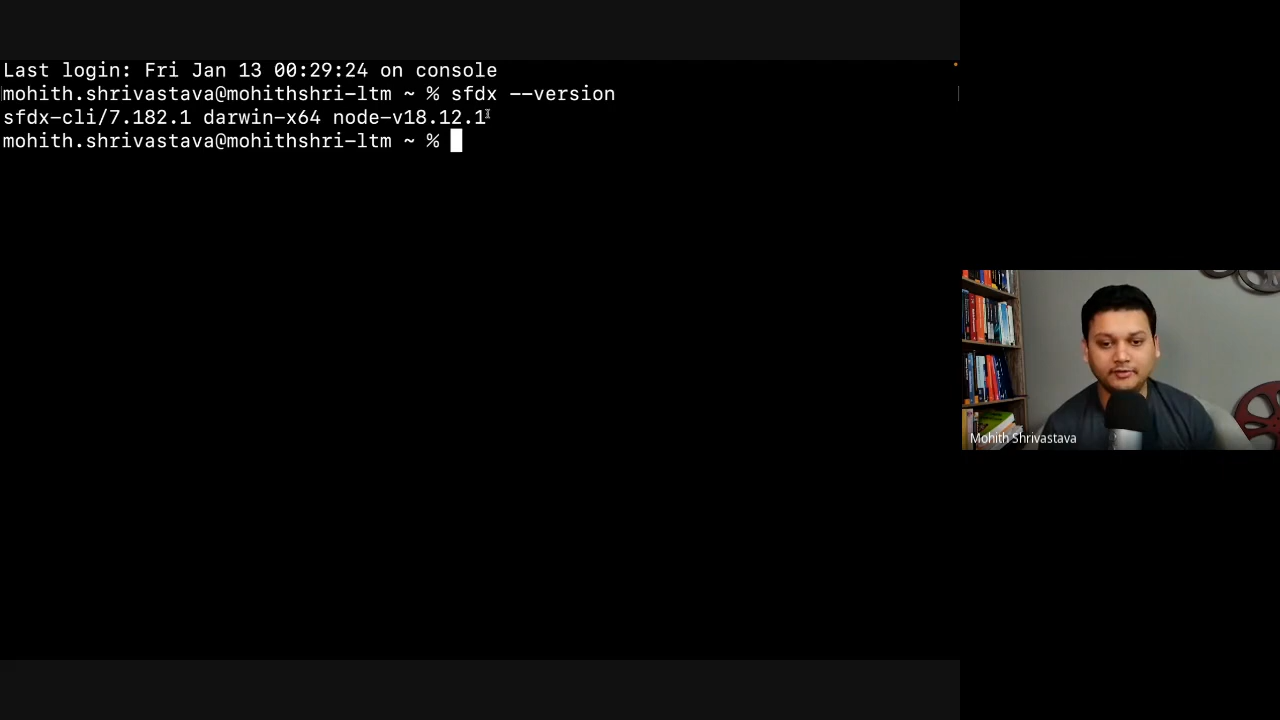 Last login: Fri Jan 13 00:29:24 on console
mohith.shrivastava@mohithshri-ltm ~ % sfdx --version
sfdx-cli/7.182.1 darwin-x64 node-v18.12.1
mohith.shrivastava@mohithshri-ltm ~ %
Mohith Shrivastava